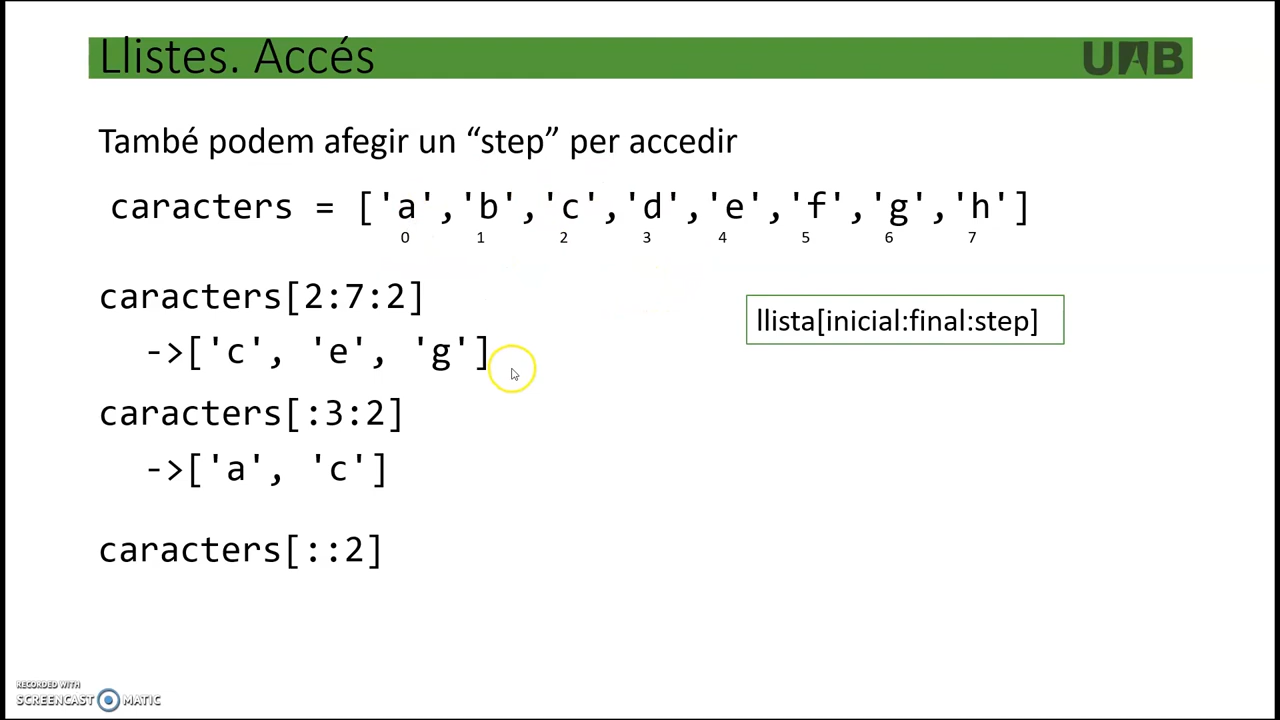 Llistes. Accés
UAB
També podem afegir un “step” per accedir
caracters = ['a','b','c','d','e','f','g','h']
0 1 2 3 4 5 6 7
caracters[2:7:2]
llista[inicial:final:step]
->['c', 'e', 'g']
caracters[:3:2]
->['a', 'c']
caracters[::2]
RECORDED WITH
SCREENCAST MATIC